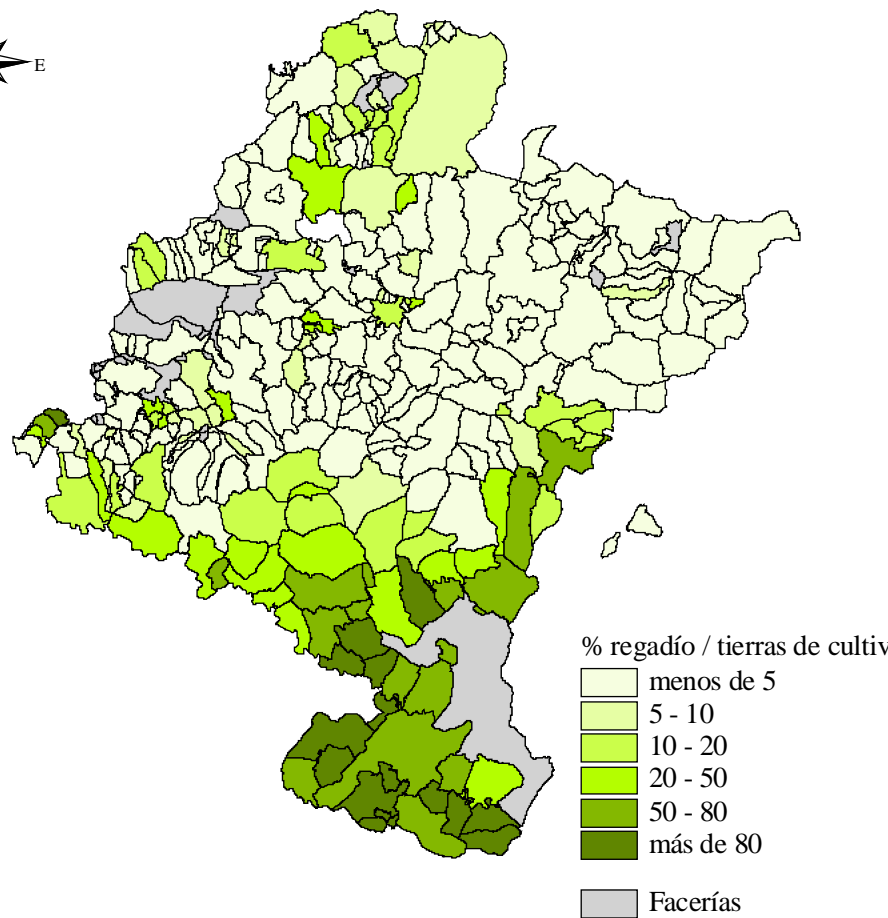 E
% regadío / tierras de cultiv
menos de 5
5 - 10
10 - 20
20 - 50
50 - 80
más de 80
Facerías